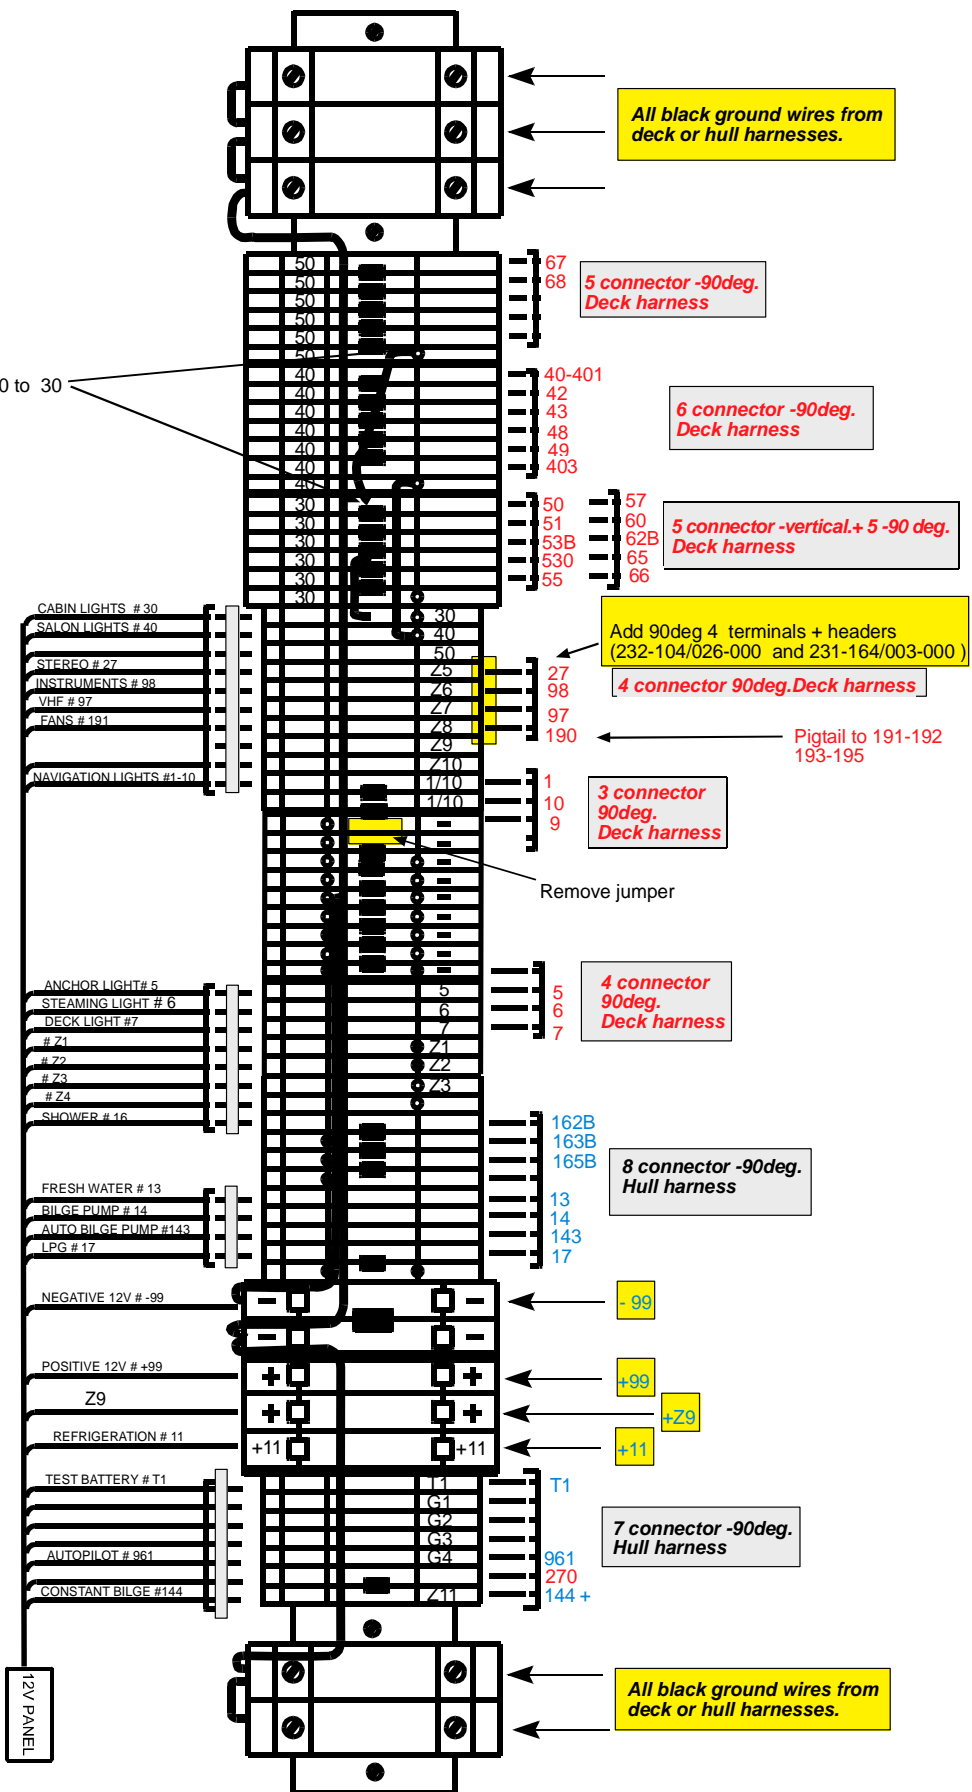 All black ground wires from
deck or hull harnesses.
50
50
50
50
50
50
67
68
5 connector -90deg.
Deck harness
0 to 30
40
40
40
40
40
40
40
40-401
42
43
48
49
403
6 connector -90deg.
Deck harness
30
30
30
30
30
30
50
51
53B
530
55
57
60
62B
65
66
5 connector -vertical.+ 5 -90 deg.
Deck harness
CABIN LIGHTS # 30
SALON LIGHTS # 40
STEREO # 27
INSTRUMENTS # 98
VHF # 97
FANS # 191
NAVIGATION LIGHTS #1-10
30
40
50
Z5
Z6
Z7
Z8
Z9
Z10
1/10
1/10
Add 90deg 4 terminals + headers
(232-104/026-000 and 231-164/003-000 )
27
98
97
190
4 connector 90deg.Deck harness
Pigtail to 191-192
193-195
1
10
9
3 connector
90deg.
Deck harness
-
-
-
-
-
-
-
-
-
Remove jumper
ANCHOR LIGHT# 5
STEAMING LIGHT # 6
DECK LIGHT #7
# Z1
# Z2
# Z3
# Z4
SHOWER # 16
5
6
7
Z1
Z2
Z3
5
6
7
4 connector
90deg.
Deck harness
162B
163B
165B
13
14
143
17
8 connector -90deg.
Hull harness
FRESH WATER # 13
BILGE PUMP # 14
AUTO BILGE PUMP #143
LPG # 17
NEGATIVE 12V # -99
- -
- 99
- -
POSITIVE 12V # +99
+ +
+99
Z9
+ +
+Z9
REFRIGERATION # 11
+11 +11
+11
TEST BATTERY # T1
AUTOPILOT # 961
CONSTANT BILGE #144
T1
G1
G2
G3
G4
Z11
T1
961
270
144 +
7 connector -90deg.
Hull harness
12V PANEL
All black ground wires from
deck or hull harnesses.